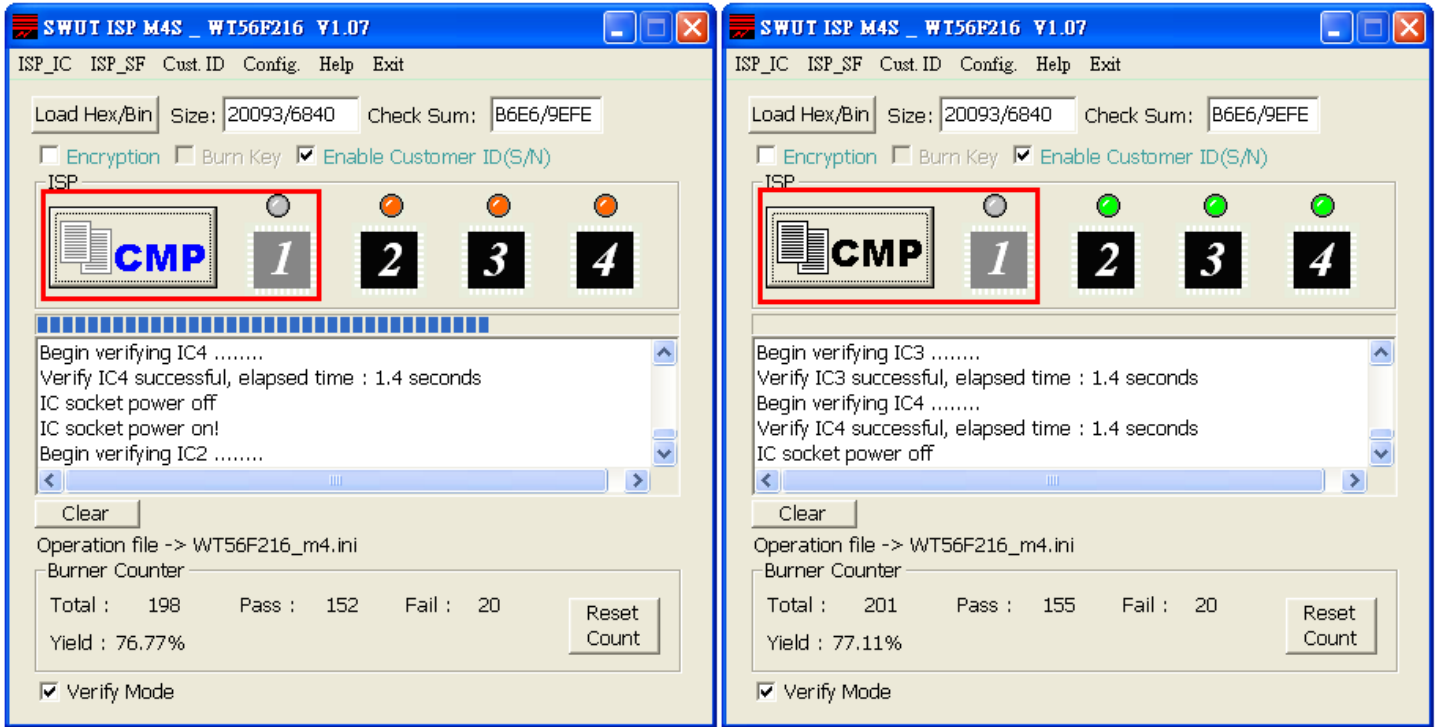 SWUT ISP M4S _ WT56F216 V1.07
ISP_IC ISP_SF Cust. ID Config. Help Exit
Load Hex/Bin Size: 20093/6840 Check Sum: B6E6/9EFE
Encryption Burn Key Enable Customer ID(S/N)
ISP
CMP 1 2 3 4
Begin verifying IC4 ........
Verify IC4 successful, elapsed time : 1.4 seconds
IC socket power off
IC socket power on!
Begin verifying IC2 ........
Clear
Operation file -> WT56F216_m4.ini
Burner Counter
Total : 198 Pass : 152 Fail : 20
Yield : 76.77%
Reset
Count
Verify Mode
SWUT ISP M4S _ WT56F216 V1.07
ISP_IC ISP_SF Cust. ID Config. Help Exit
Load Hex/Bin Size: 20093/6840 Check Sum: B6E6/9EFE
Encryption Burn Key Enable Customer ID(S/N)
ISP
CMP 1 2 3 4
Begin verifying IC3 ........
Verify IC3 successful, elapsed time : 1.4 seconds
Begin verifying IC4 ........
Verify IC4 successful, elapsed time : 1.4 seconds
IC socket power off
Clear
Operation file -> WT56F216_m4.ini
Burner Counter
Total : 201 Pass : 155 Fail : 20
Yield : 77.11%
Reset
Count
Verify Mode